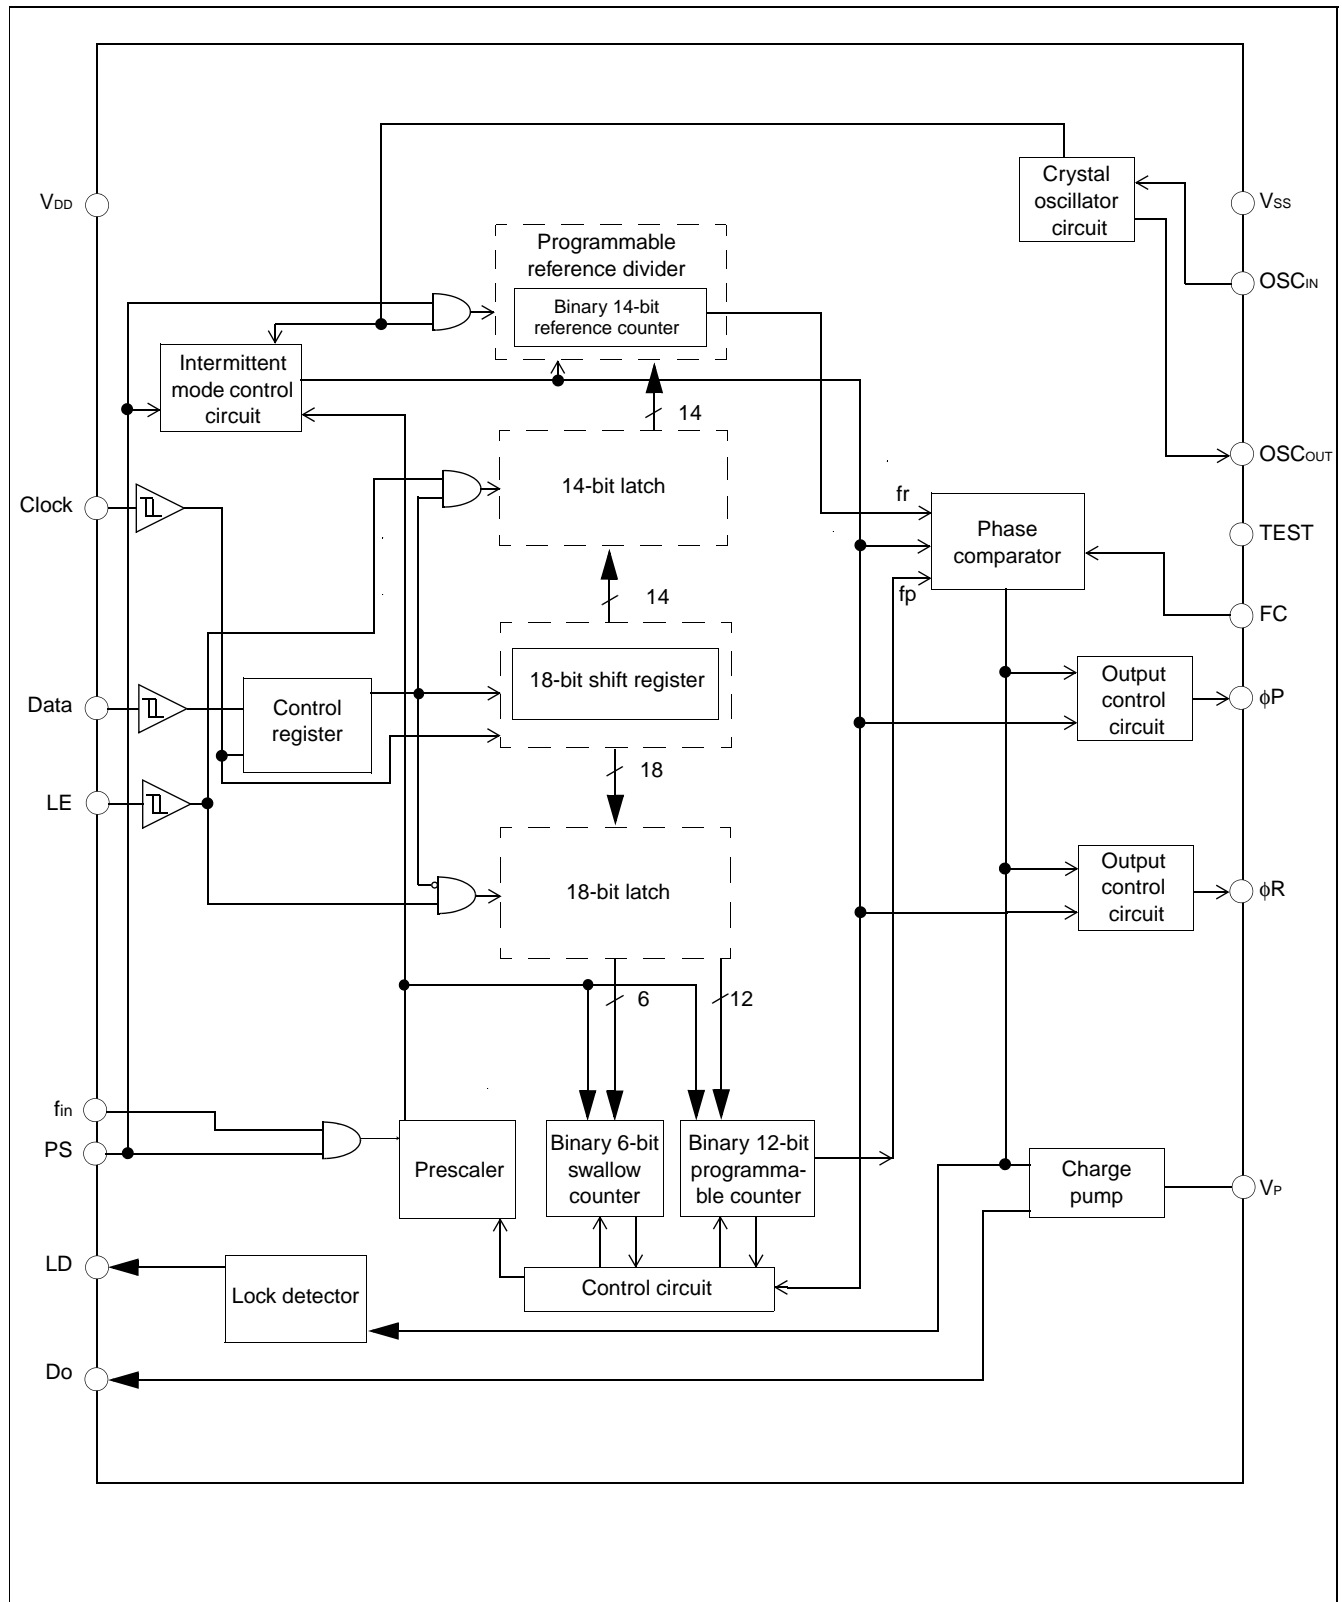 Crystal
oscillator
circuit
VDD
VSS
Programmable
reference divider
OSCIN
Binary 14-bit
reference counter
Intermittent
mode control
circuit
14
OSCOUT
14-bit latch
Clock
fr
Phase
comparator
TEST
fp
14
FC
18-bit shift register
Output
control
circuit
ϕP
Data
Control
register
18
LE
18-bit latch
Output
control
circuit
ϕR
6
12
fin
PS
Prescaler
Binary 6-bit
swallow
counter
Binary 12-bit
programma-
ble counter
Charge
pump
VP
LD
Lock detector
Control circuit
Do